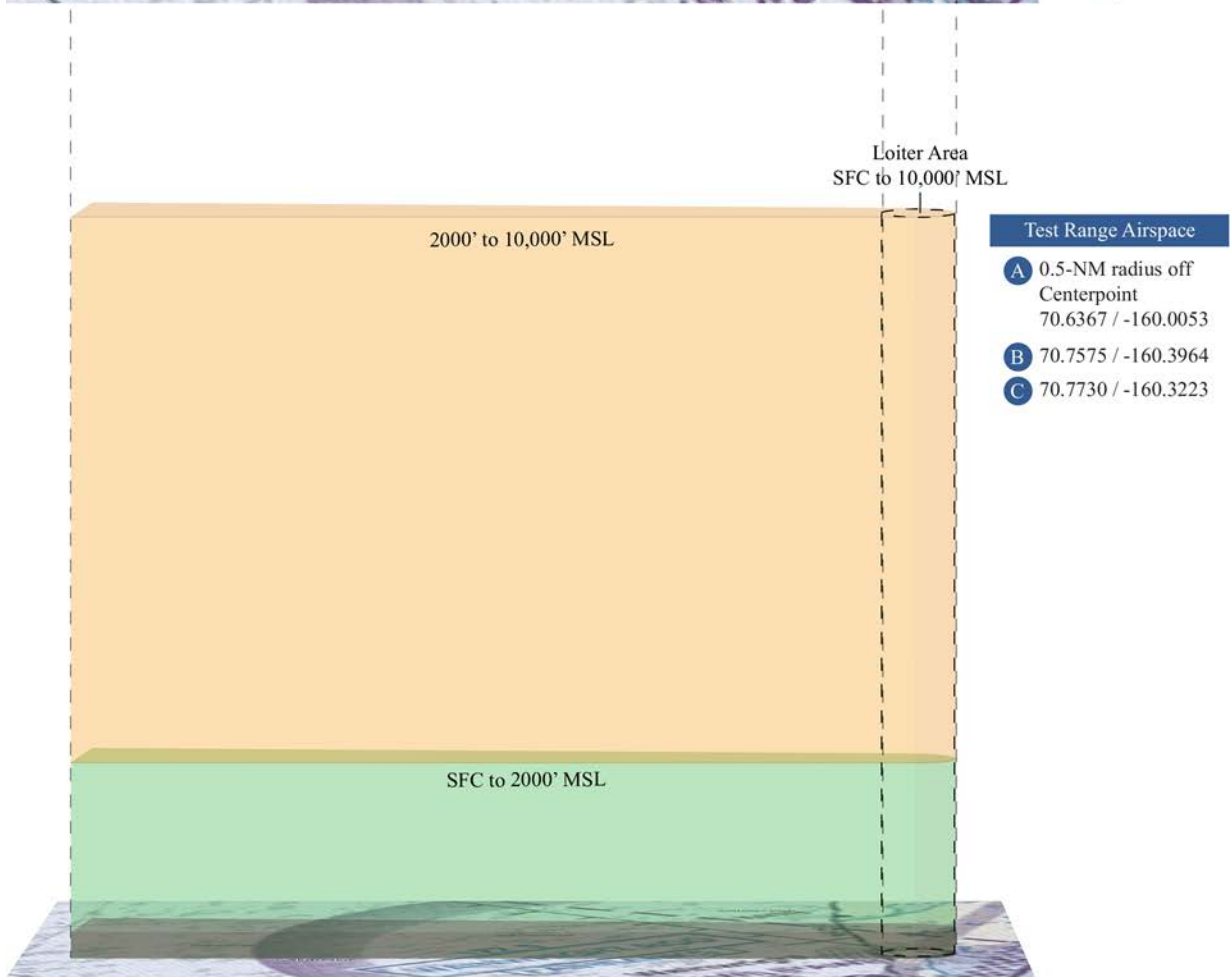 Loiter Area
SFC to 10,000' MSL
2000' to 10,000' MSL
Test Range Airspace
A 0.5-NM radius off
Centerpoint
70.6367 / -160.0053
B 70.7575 / -160.3964
C 70.7730 / -160.3223
SFC to 2000' MSL